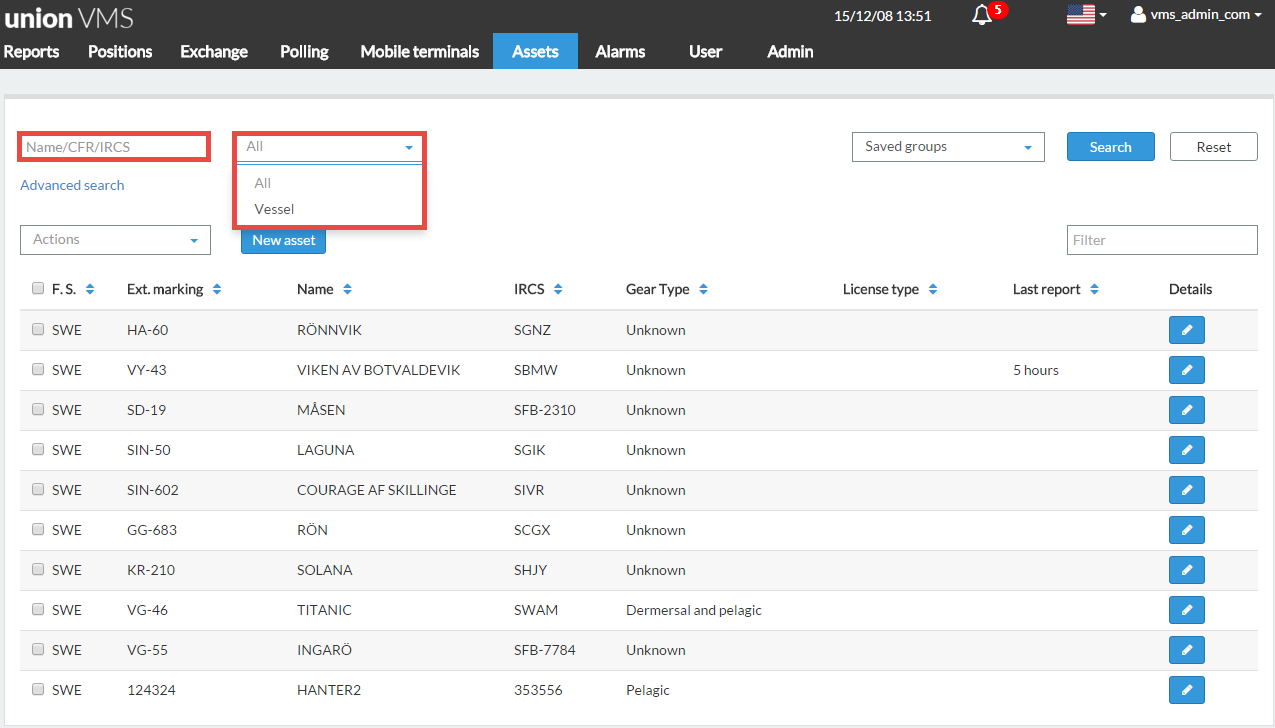 union VMS 15/12/08 13:51 5 vms_admin_com
Reports Positions Exchange Polling Mobile terminals Assets Alarms User Admin
Name/CFR/IRCS All Saved groups Search Reset
Advanced search All
Vessel
Actions New asset Filter
F. S. Ext. marking Name IRCS Gear Type License type Last report Details
SWE HA-60 RÖNNVIK SGNZ Unknown
SWE VY-43 VIKEN AV BOTVALDEVIK SBMW Unknown 5 hours
SWE SD-19 MÅSEN SFB-2310 Unknown
SWE SIN-50 LAGUNA SGIK Unknown
SWE SIN-602 COURAGE AF SKILLINGE SIVR Unknown
SWE GG-683 RÖN SCGX Unknown
SWE KR-210 SOLANA SHJY Unknown
SWE VG-46 TITANIC SWAM Dermersal and pelagic
SWE VG-55 INGARÖ SFB-7784 Unknown
SWE 124324 HANTER2 353556 Pelagic